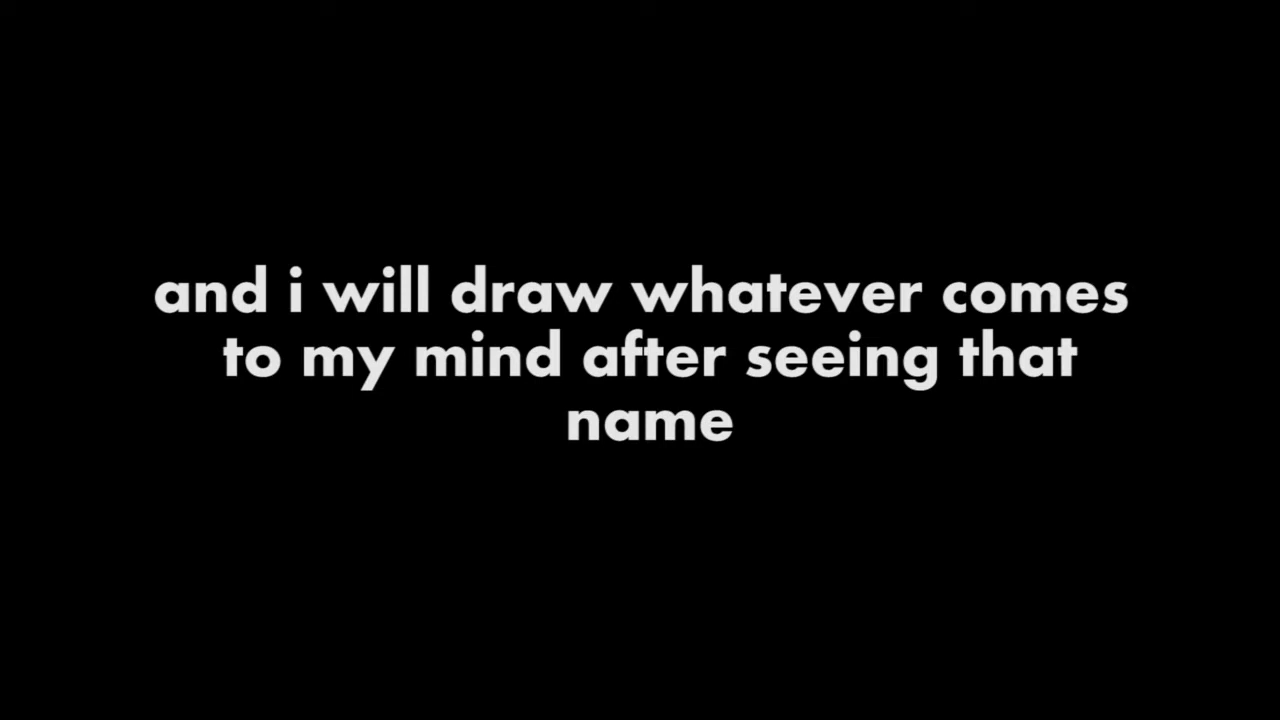 and i will draw whatever comes
to my mind after seeing that
name